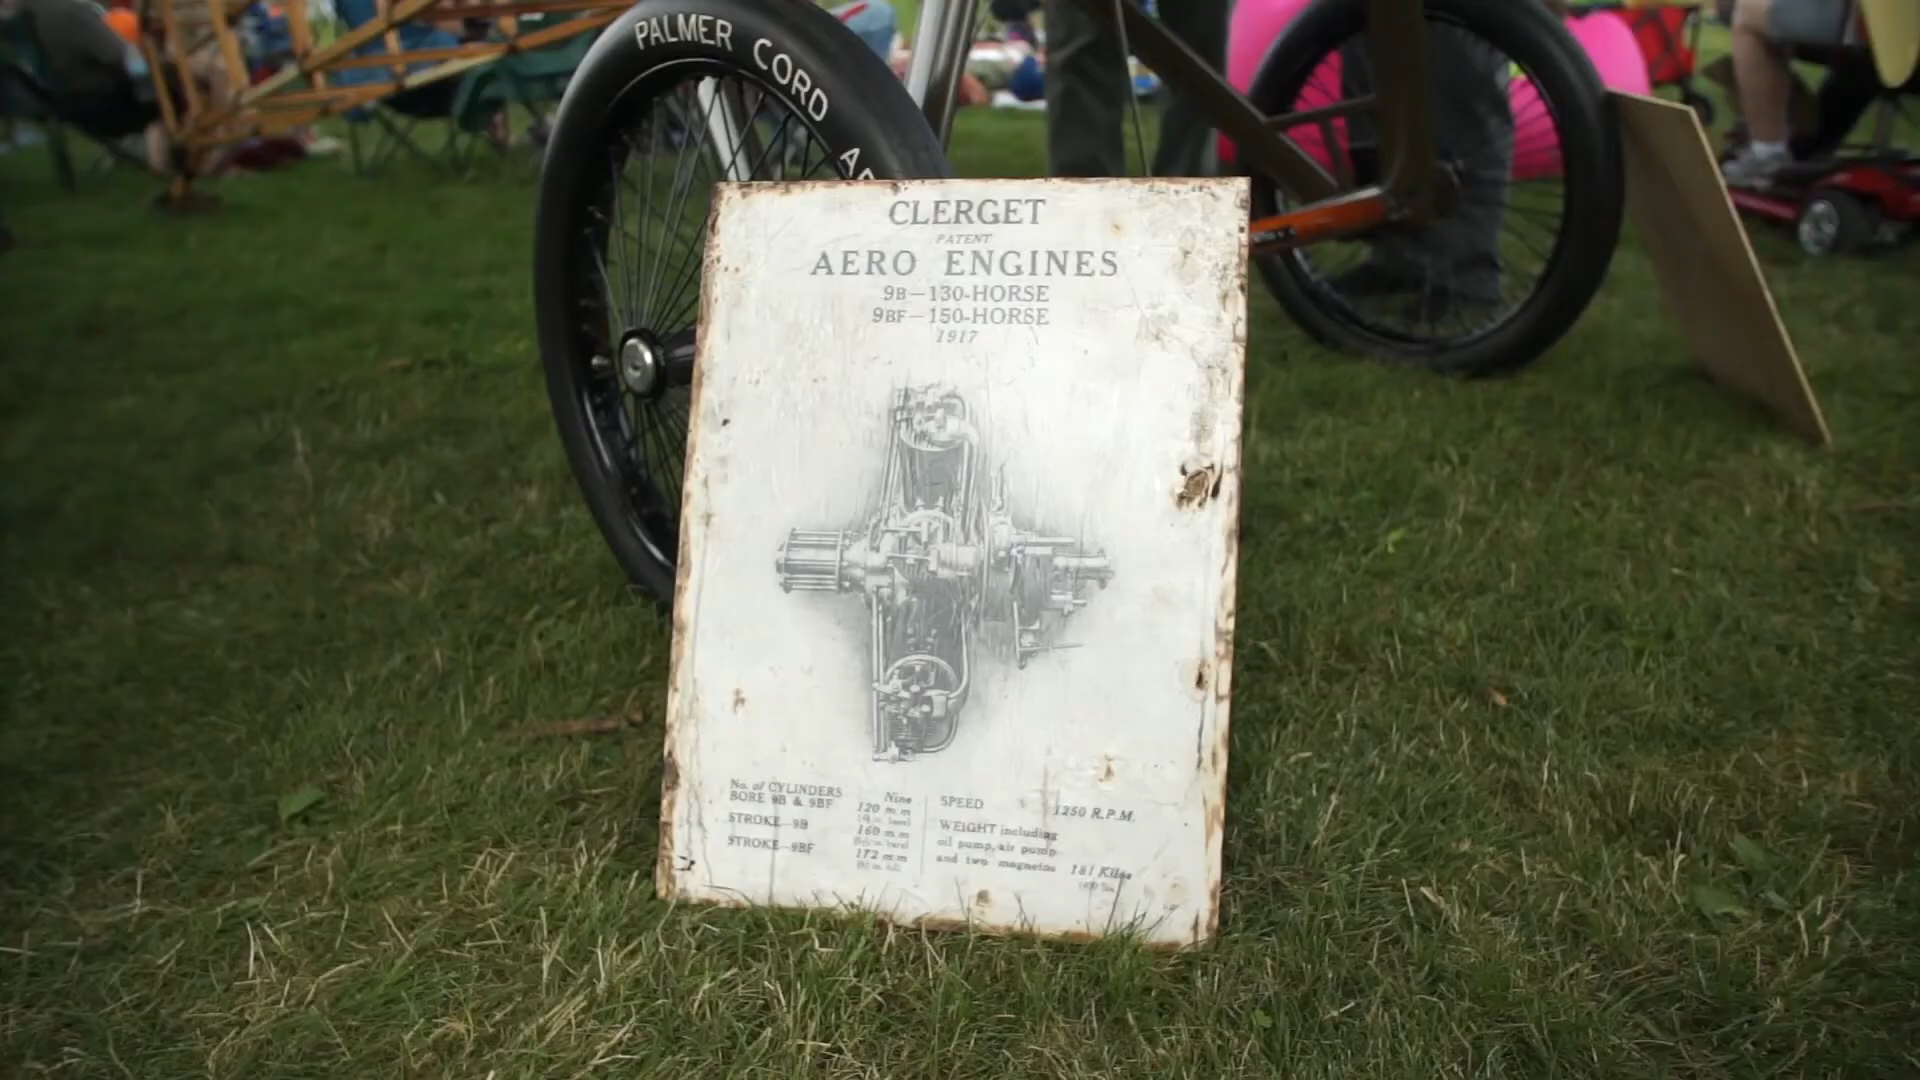 PALMER CORD
CLERGET
PATENT
AERO ENGINES
9B—130-HORSE
9BF—150-HORSE
1917
No. of CYLINDERS Nine
BORE 9B & 9BF 120 m.m
STROKE—9B 160 m.m
STROKE—9BF 172 m.m
SPEED 1250 R.P.M.
WEIGHT including
oil pump, air pump
and two magnetos 181 Kilos